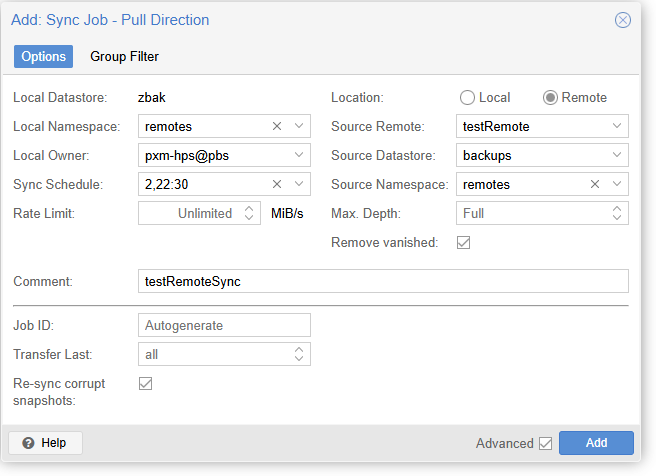 Add: Sync Job - Pull Direction
Options Group Filter
Local Datastore: zbak Location: Local Remote
Local Namespace: remotes Source Remote: testRemote
Local Owner: pxm-hps@pbs Source Datastore: backups
Sync Schedule: 2,22:30 Source Namespace: remotes
Rate Limit: Unlimited MiB/s Max. Depth: Full
Remove vanished:
Comment: testRemoteSync
Job ID: Autogenerate
Transfer Last: all
Re-sync corrupt
snapshots:
Help Advanced Add